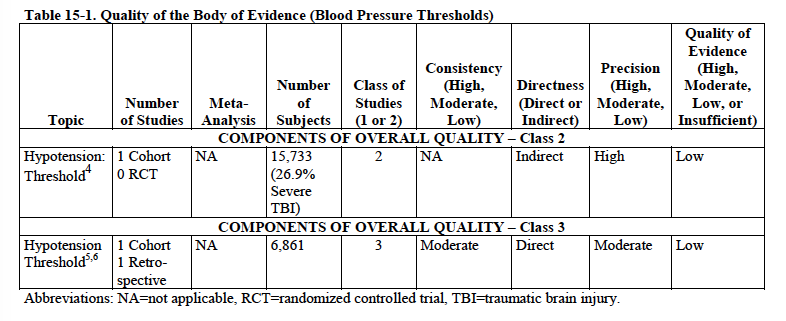 Table 15-1. Quality of the Body of Evidence (Blood Pressure Thresholds)
Topic | Number of Studies | Meta-Analysis | Number of Subjects | Class of Studies (1 or 2) | Consistency (High, Moderate, Low) | Directness (Direct or Indirect) | Precision (High, Moderate, Low) | Quality of Evidence (High, Moderate, Low, or Insufficient)
COMPONENTS OF OVERALL QUALITY – Class 2
Hypotension: Threshold4 | 1 Cohort 0 RCT | NA | 15,733 (26.9% Severe TBI) | 2 | NA | Indirect | High | Low
COMPONENTS OF OVERALL QUALITY – Class 3
Hypotension Threshold5,6 | 1 Cohort 1 Retro-spective | NA | 6,861 | 3 | Moderate | Direct | Moderate | Low
Abbreviations: NA=not applicable, RCT=randomized controlled trial, TBI=traumatic brain injury.